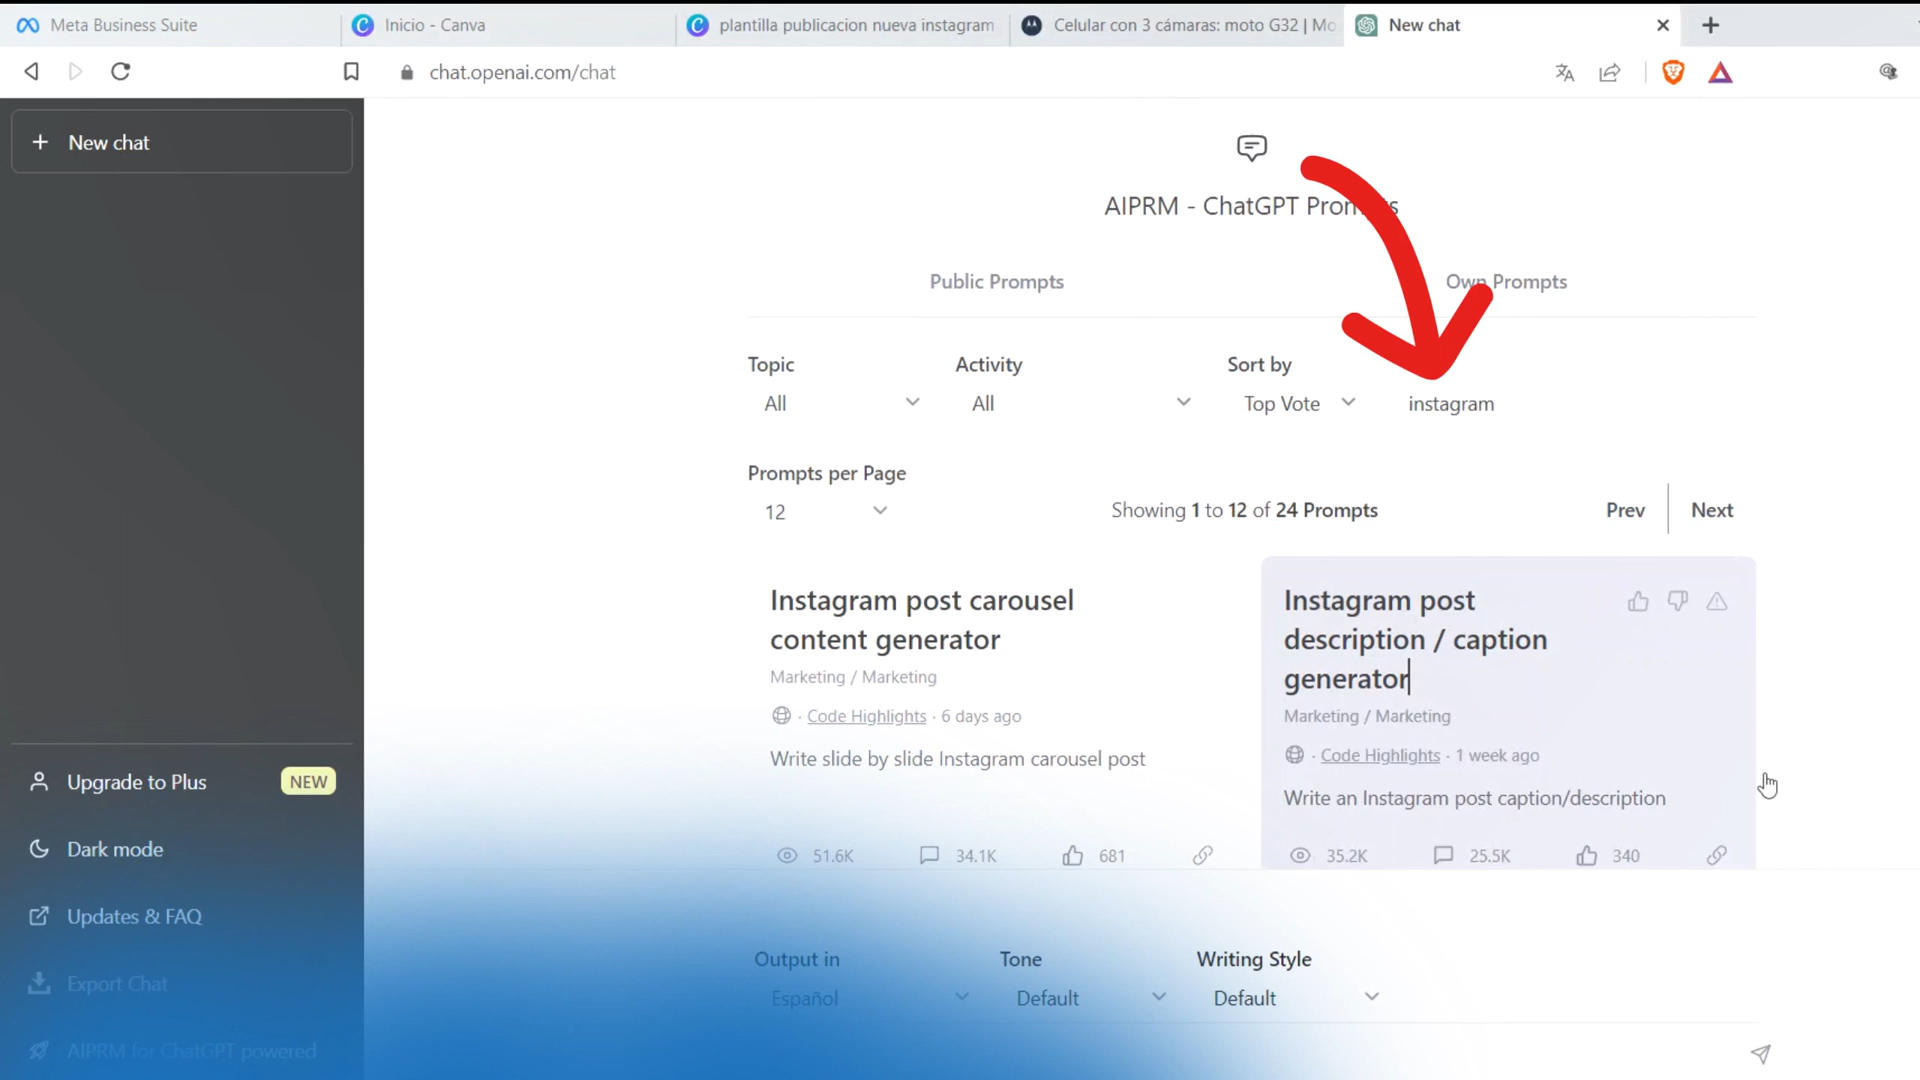 Meta Business Suite
Inicio - Canva
plantilla publicacion nueva instagram
Celular con 3 cámaras: moto G32 | Mo
New chat
chat.openai.com/chat
New chat
AIPRM - ChatGPT Prompts
Public Prompts
Own Prompts
Topic
Activity
Sort by
All
All
Top Vote
instagram
Prompts per Page
12
Showing 1 to 12 of 24 Prompts
Prev
Next
Instagram post carousel
content generator
Marketing / Marketing
· Code Highlights · 6 days ago
Write slide by slide Instagram carousel post
51.6K
34.1K
681
Instagram post
description / caption
generator
Marketing / Marketing
· Code Highlights · 1 week ago
Write an Instagram post caption/description
35.2K
25.5K
340
Upgrade to Plus
NEW
Dark mode
Updates & FAQ
Export Chat
AIPRM for ChatGPT powered
Output in
Tone
Writing Style
Español
Default
Default